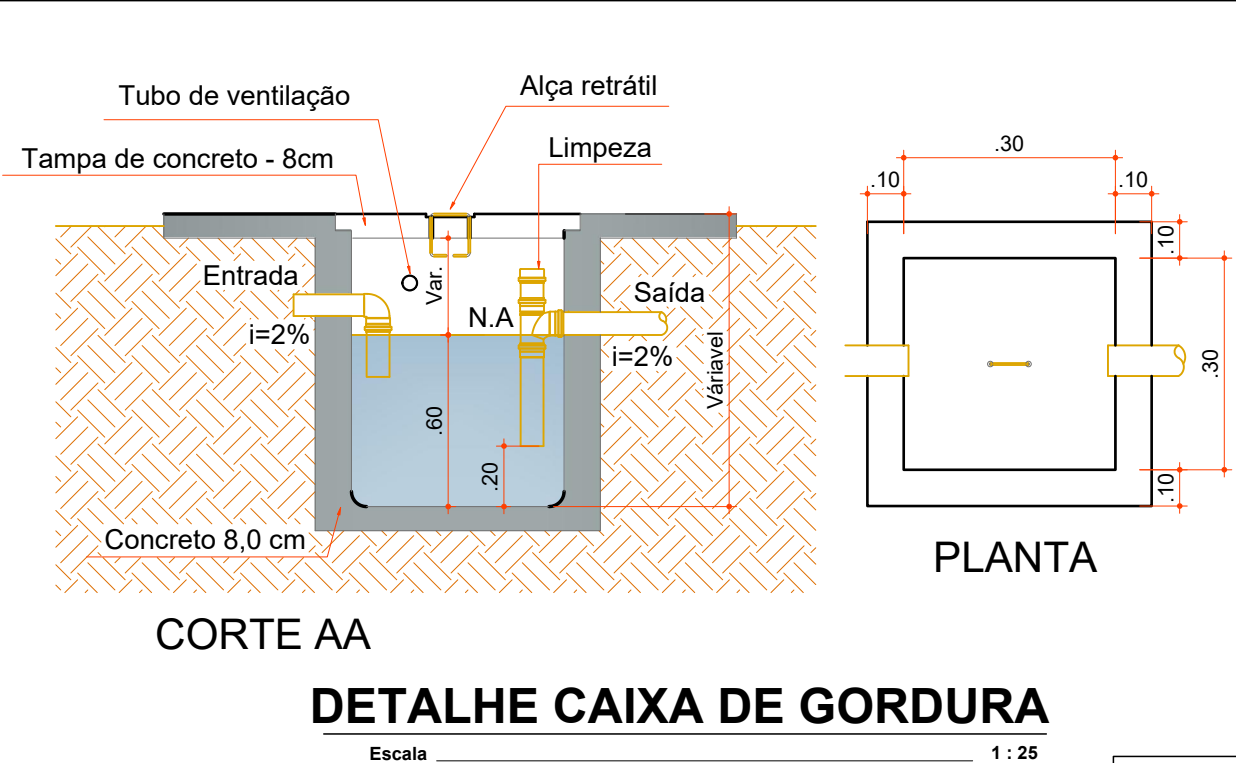 Tubo de ventilação
Alça retrátil
Tampa de concreto - 8cm
Limpeza
Entrada
i=2%
Var.
N.A
Saída
i=2%
Váriavel
.60
.20
Concreto 8,0 cm
CORTE AA
.30
.10
.10
.10
.30
.10
PLANTA
DETALHE CAIXA DE GORDURA
Escala 1 : 25